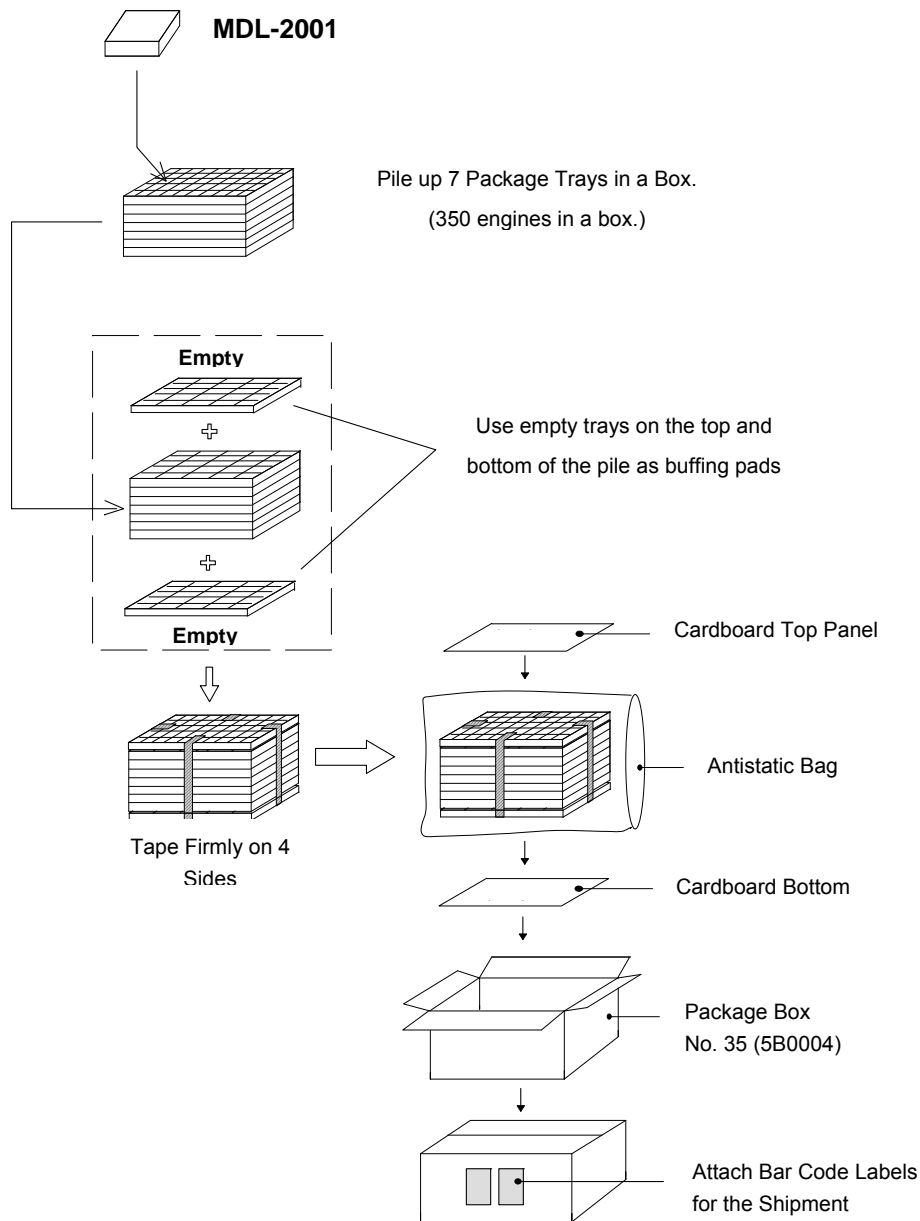 MDL-2001
Pile up 7 Package Trays in a Box.
(350 engines in a box.)
Empty
Use empty trays on the top and
bottom of the pile as buffing pads
Empty
Cardboard Top Panel
Antistatic Bag
Tape Firmly on 4
Sides
Cardboard Bottom
Package Box
No. 35 (5B0004)
Attach Bar Code Labels
for the Shipment